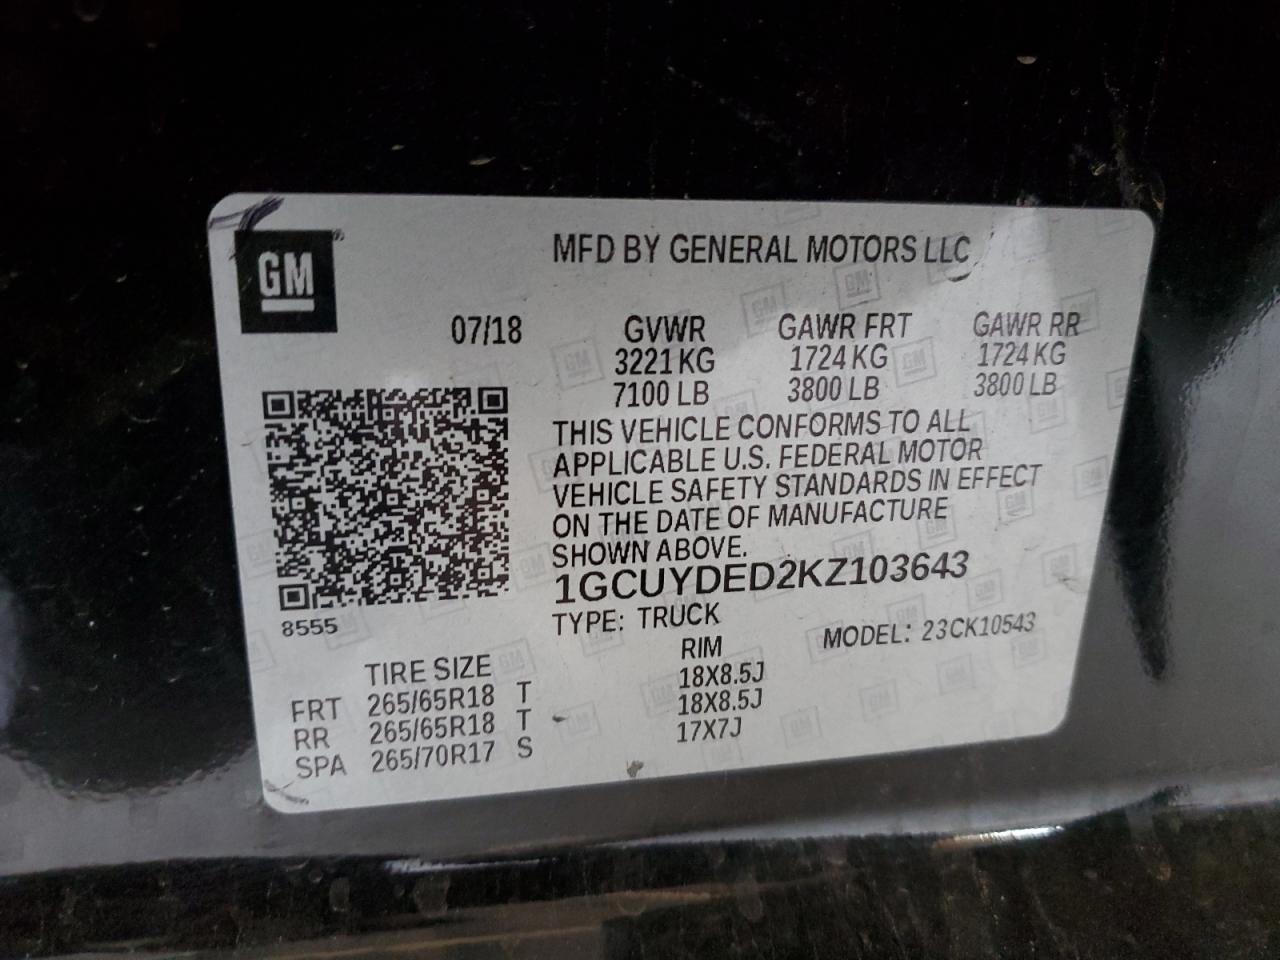 GM
MFD BY GENERAL MOTORS LLC
07/18 GVWR GAWR FRT GAWR RR
3221 KG 1724 KG 1724 KG
7100 LB 3800 LB 3800 LB
THIS VEHICLE CONFORMS TO ALL
APPLICABLE U.S. FEDERAL MOTOR
VEHICLE SAFETY STANDARDS IN EFFECT
ON THE DATE OF MANUFACTURE
SHOWN ABOVE.
1GCUYDED2KZ103643
8555
TYPE: TRUCK MODEL: 23CK10543
TIRE SIZE RIM
FRT 265/65R18 T 18X8.5J
RR 265/65R18 T 18X8.5J
SPA 265/70R17 S 17X7J